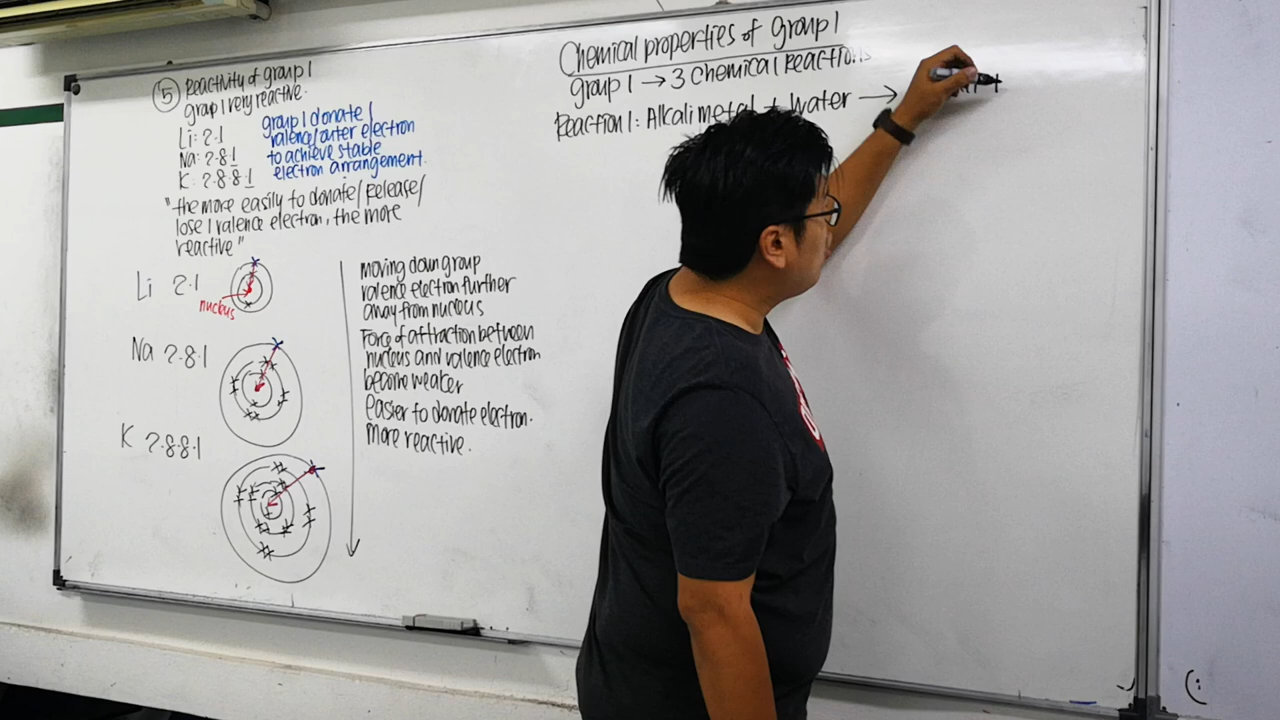 ⑤ Reactivity of group 1
group 1 very reactive.
Li: 2·1
Na: 2·8·1
K: 2·8·8·1
group 1 donate 1
valence/outer electron
to achieve stable
electron arrangement.
"the more easily to donate/release/
lose 1 valence electron, the more
reactive"
Li 2·1
nucleus
Na 2·8·1
K 2·8·8·1
moving down group
valence electron further
away from nucleus
Force of attraction between
nucleus and valence electron
become weaker
easier to donate electron.
more reactive.
Chemical properties of Group 1
group 1 → 3 Chemical Reactions
Reaction 1: Alkali metal + Water →